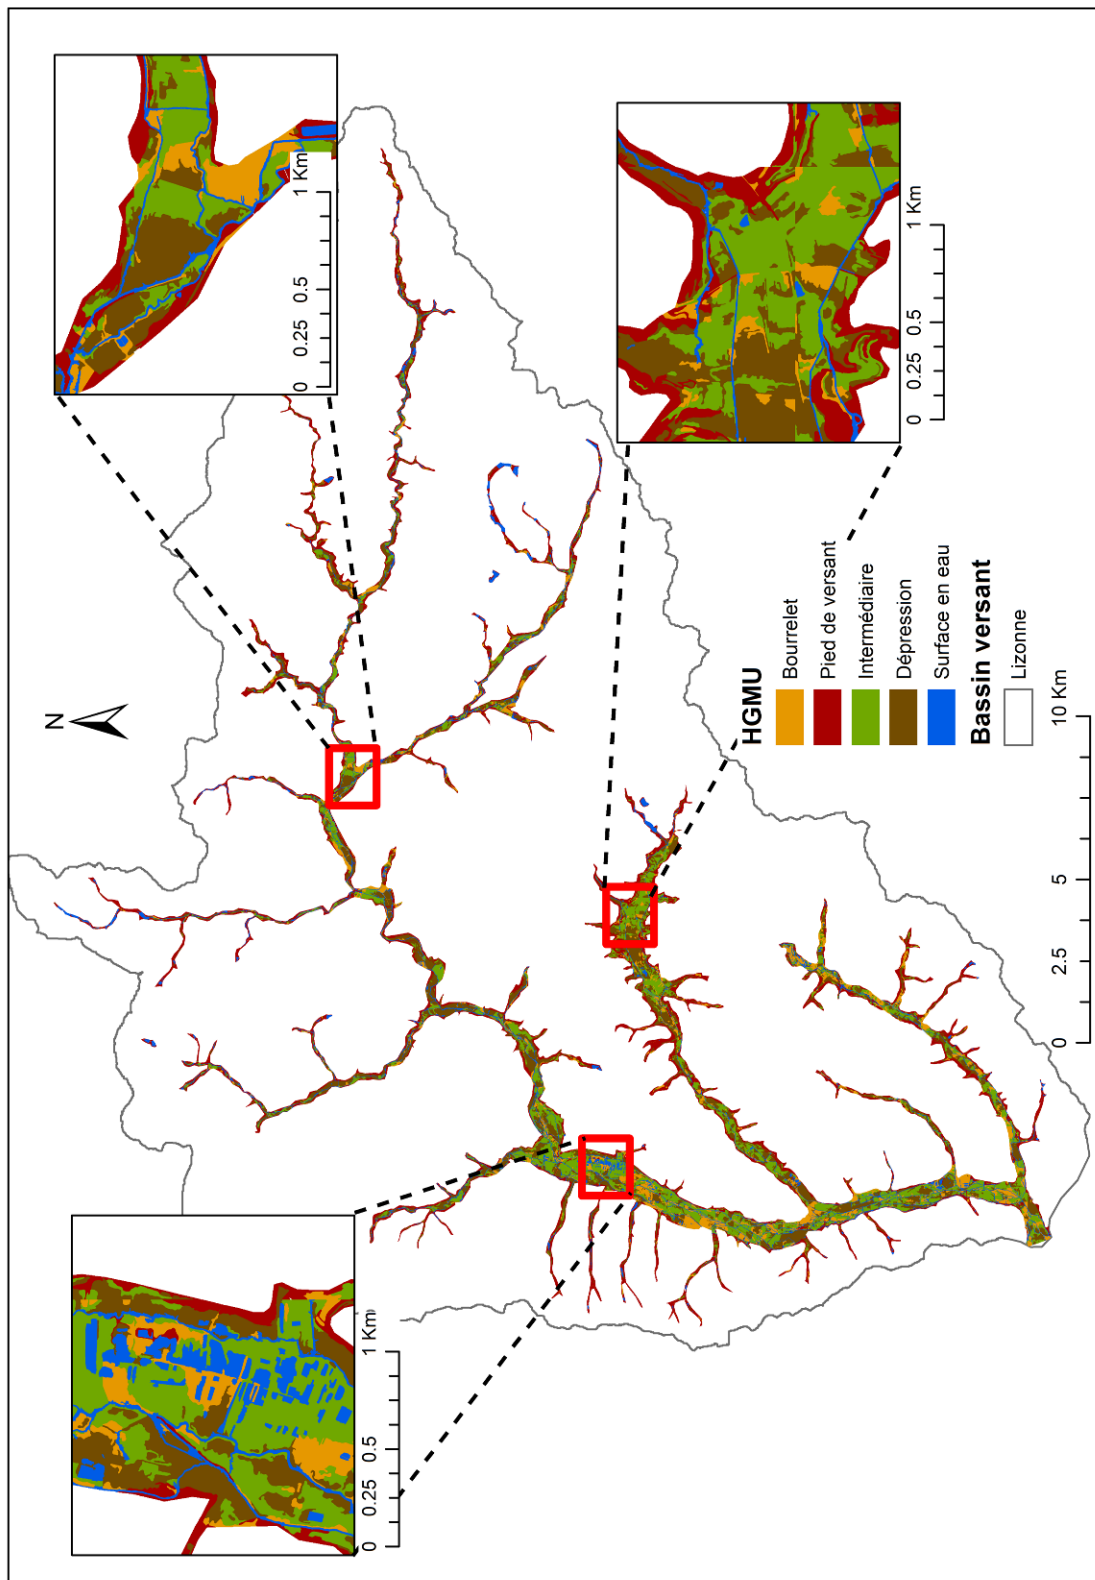 N
0 0.25 0.5 1 Km
0 0.25 0.5 1 Km
0 0.25 0.5 1 Km
HGMU
Bourrelet
Pied de versant
Intermédiaire
Dépression
Surface en eau
Bassin versant
Lizonne
0 2.5 5 10 Km